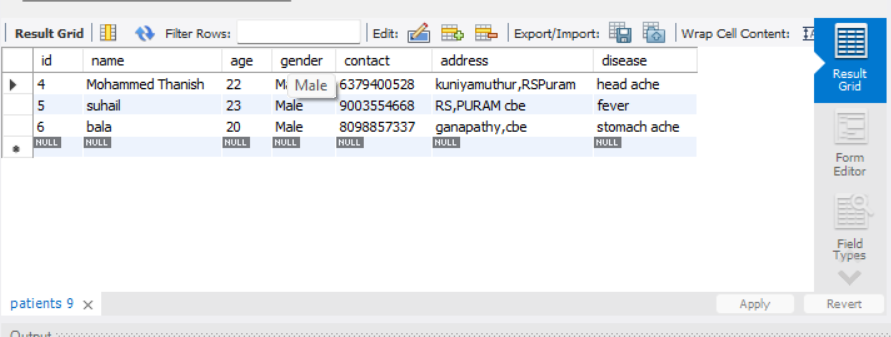 Result Grid Filter Rows: Edit: Export/Import: Wrap Cell Content:
id name age gender contact address disease
4 Mohammed Thanish 22 Male 6379400528 kuniyamuthur,RSPuram head ache
5 suhail 23 Male 9003554668 RS,PURAM cbe fever
6 bala 20 Male 8098857337 ganapathy,cbe stomach ache
NULL NULL NULL NULL NULL NULL NULL
Result
Grid
Form
Editor
Field
Types
patients 9 Apply Revert
Output